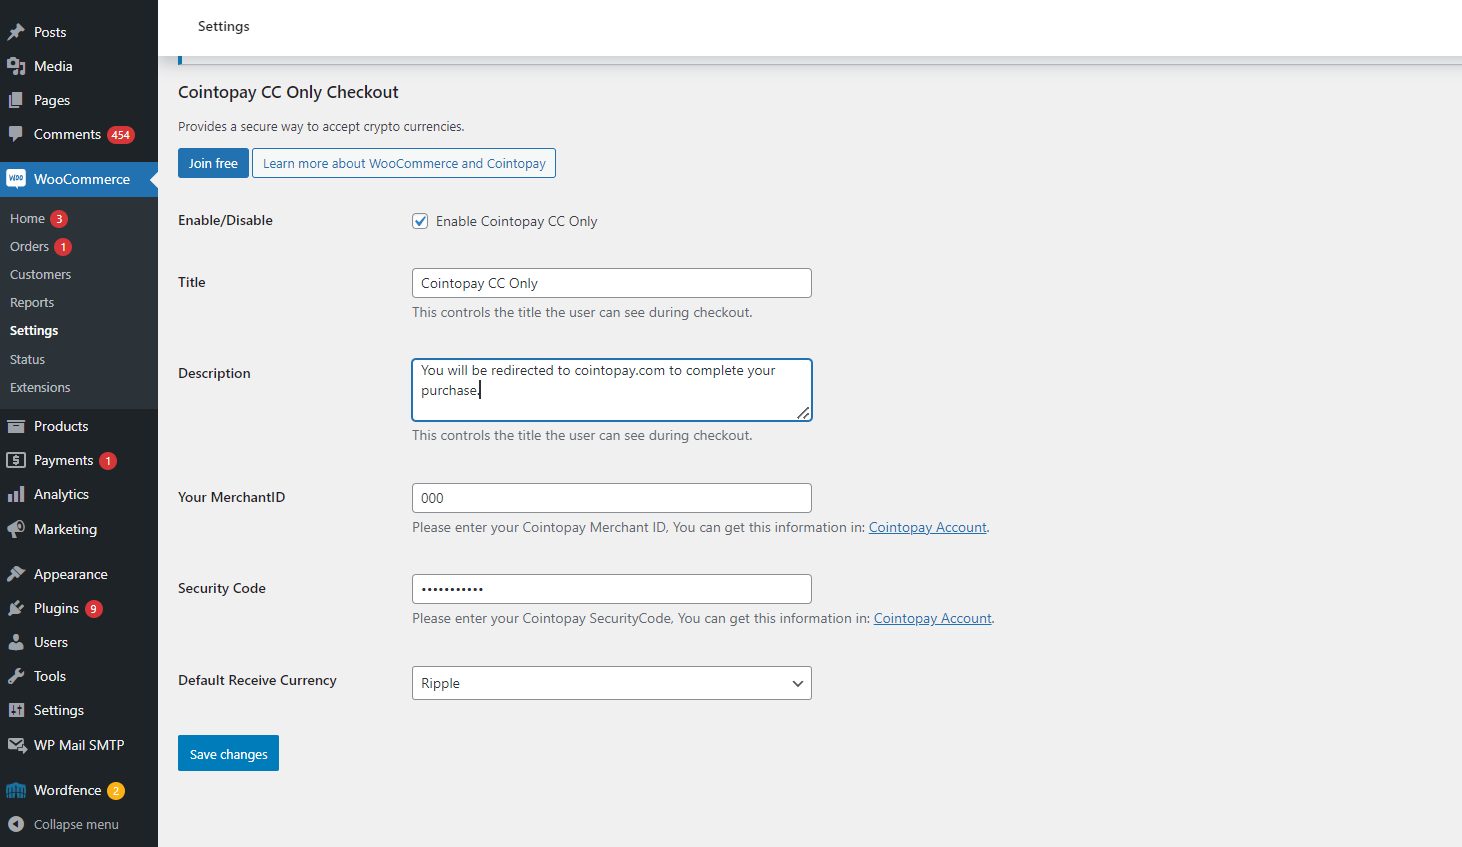 Posts
Media
Pages
Comments 454
WooCommerce
Home 3
Orders 1
Customers
Reports
Settings
Status
Extensions
Products
Payments 1
Analytics
Marketing
Appearance
Plugins 9
Users
Tools
Settings
WP Mail SMTP
Wordfence 2
Collapse menu
Settings
Cointopay CC Only Checkout
Provides a secure way to accept crypto currencies.
Join free Learn more about WooCommerce and Cointopay
Enable/Disable Enable Cointopay CC Only
Title Cointopay CC Only
This controls the title the user can see during checkout.
Description You will be redirected to cointopay.com to complete your
purchase.
This controls the title the user can see during checkout.
Your MerchantID 000
Please enter your Cointopay Merchant ID, You can get this information in: Cointopay Account.
Security Code •••••••••••
Please enter your Cointopay SecurityCode, You can get this information in: Cointopay Account.
Default Receive Currency Ripple
Save changes